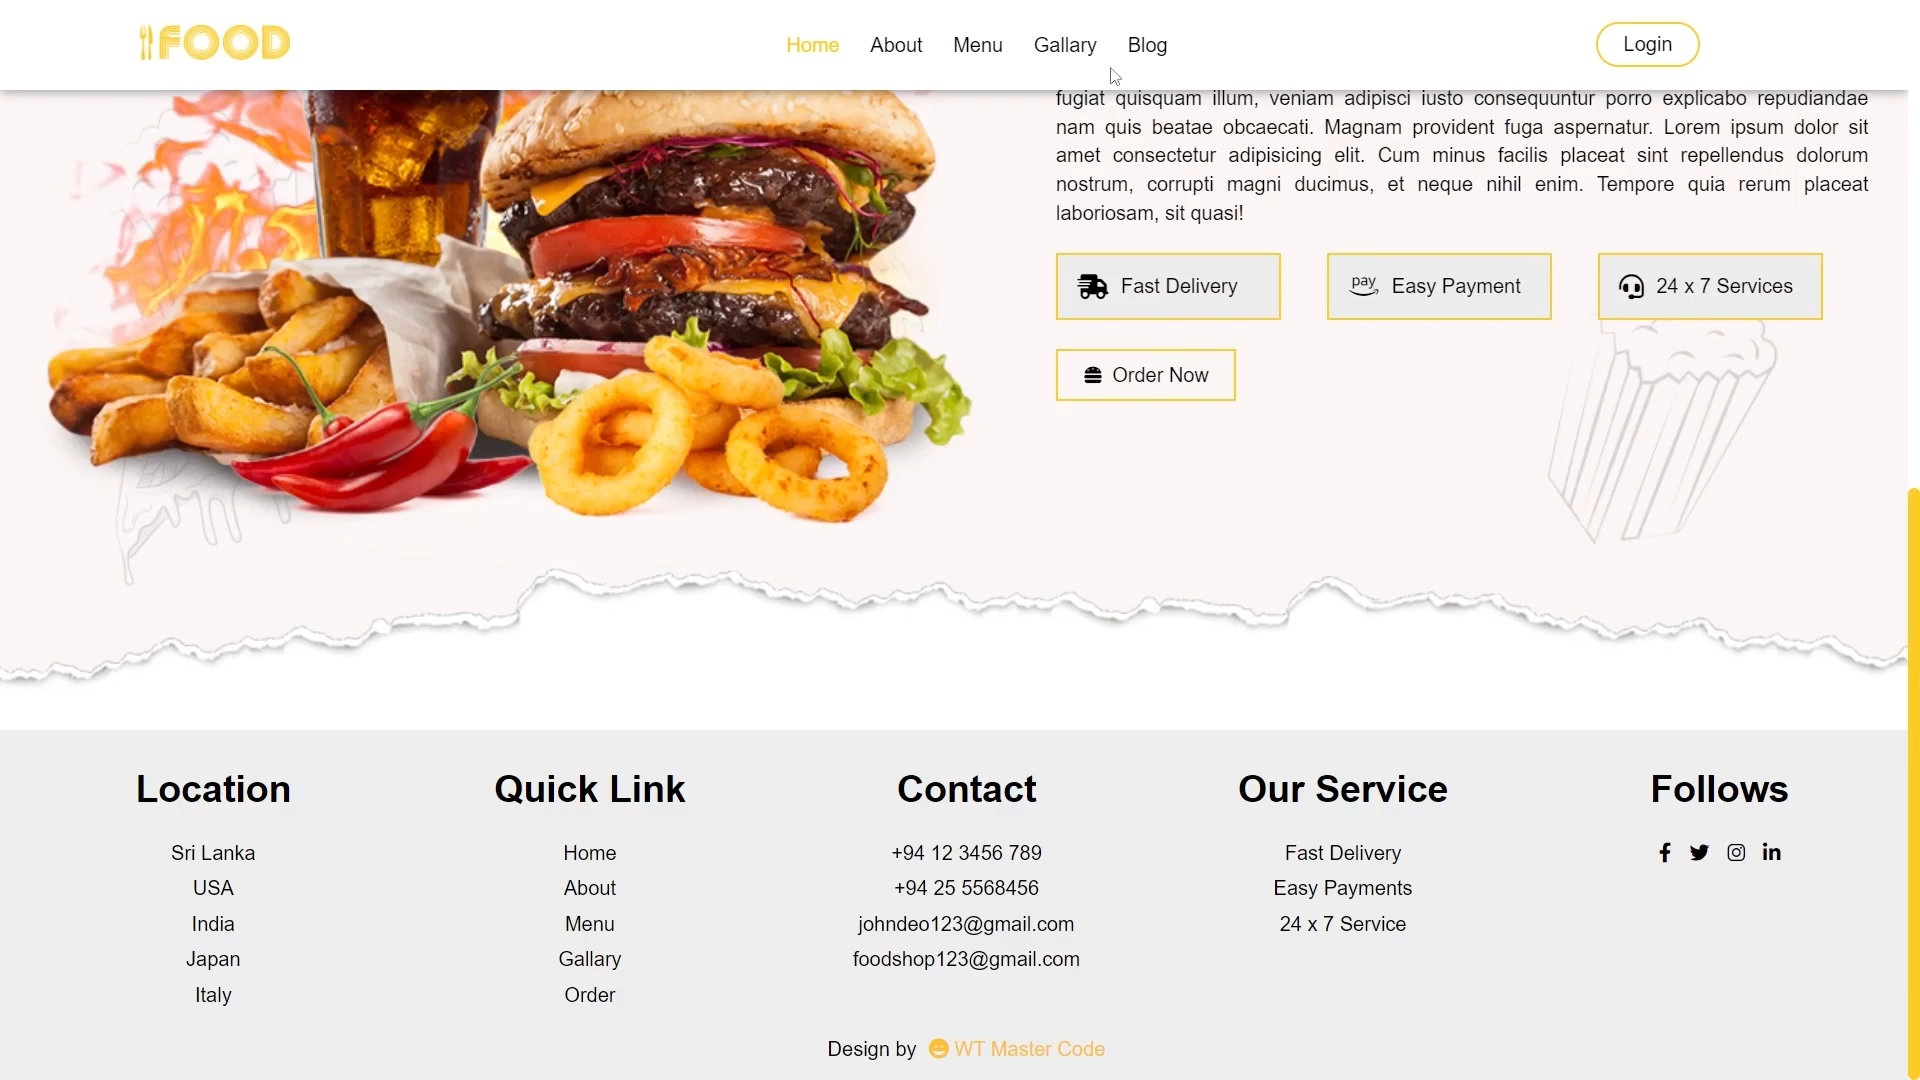 FOOD
Home About Menu Gallary Blog
Login
fugiat quisquam illum, veniam adipisci iusto consequuntur porro explicabo repudiandae
nam quis beatae obcaecati. Magnam provident fuga aspernatur. Lorem ipsum dolor sit
amet consectetur adipisicing elit. Cum minus facilis placeat sint repellendus dolorum
nostrum, corrupti magni ducimus, et neque nihil enim. Tempore quia rerum placeat
laboriosam, sit quasi!
Fast Delivery
pay Easy Payment
24 x 7 Services
Order Now
Location
Sri Lanka
USA
India
Japan
Italy
Quick Link
Home
About
Menu
Gallary
Order
Contact
+94 12 3456 789
+94 25 5568456
johndeo123@gmail.com
foodshop123@gmail.com
Our Service
Fast Delivery
Easy Payments
24 x 7 Service
Follows
Design by WT Master Code